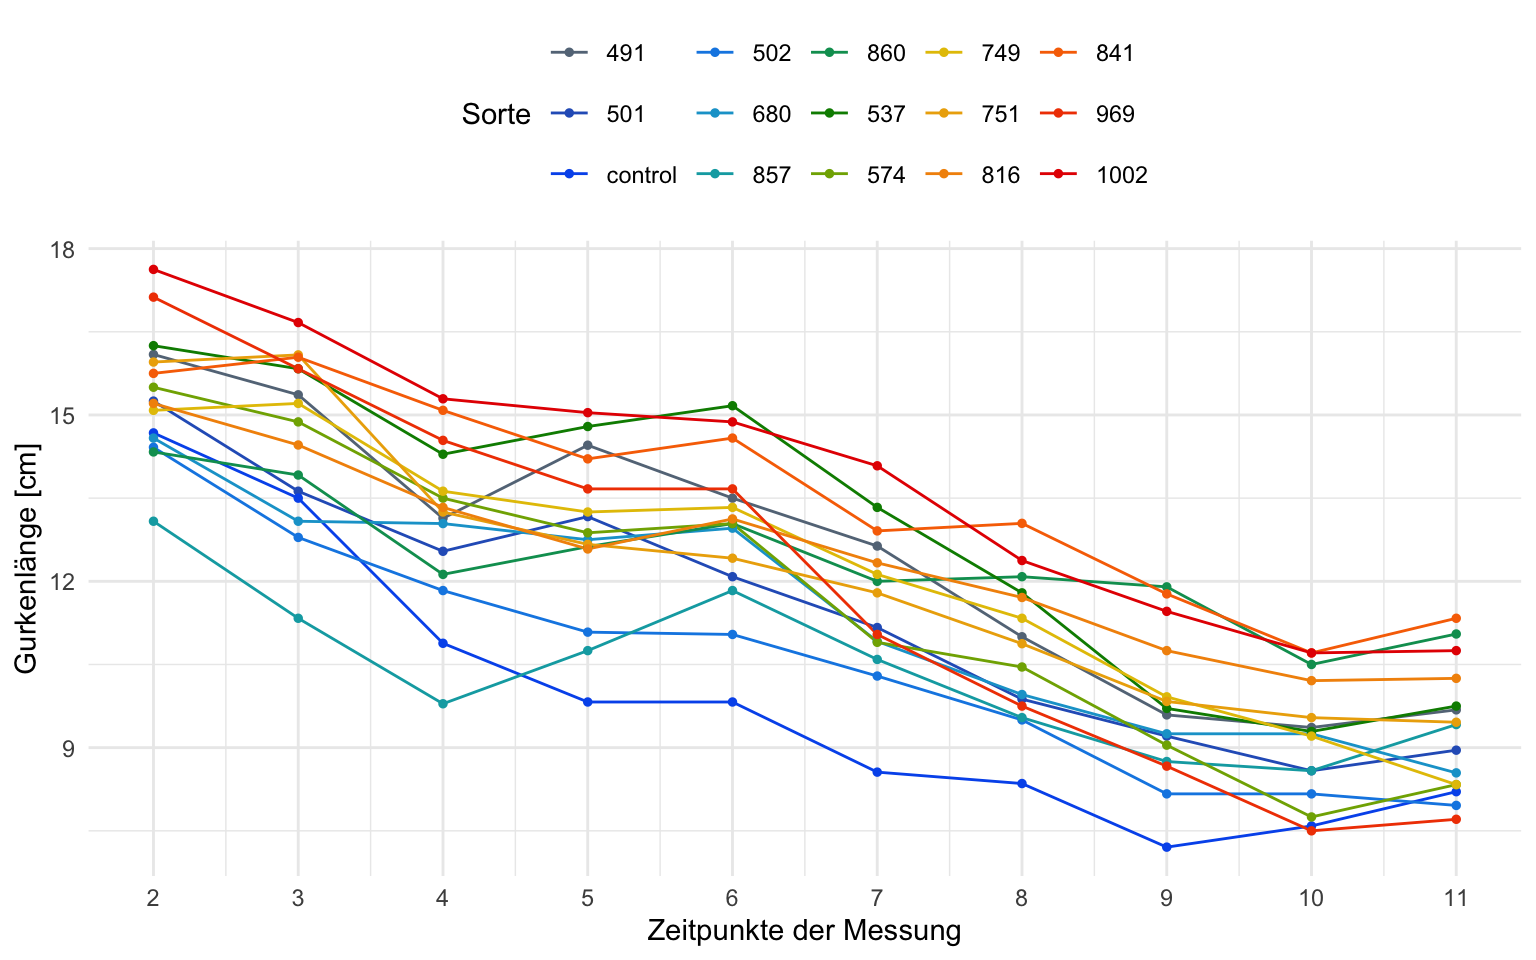 491 502 860 749 841
Sorte 501 680 537 751 969
control 857 574 816 1002
18
15
12
9
Gurkenlänge [cm]
2 3 4 5 6 7 8 9 10 11
Zeitpunkte der Messung